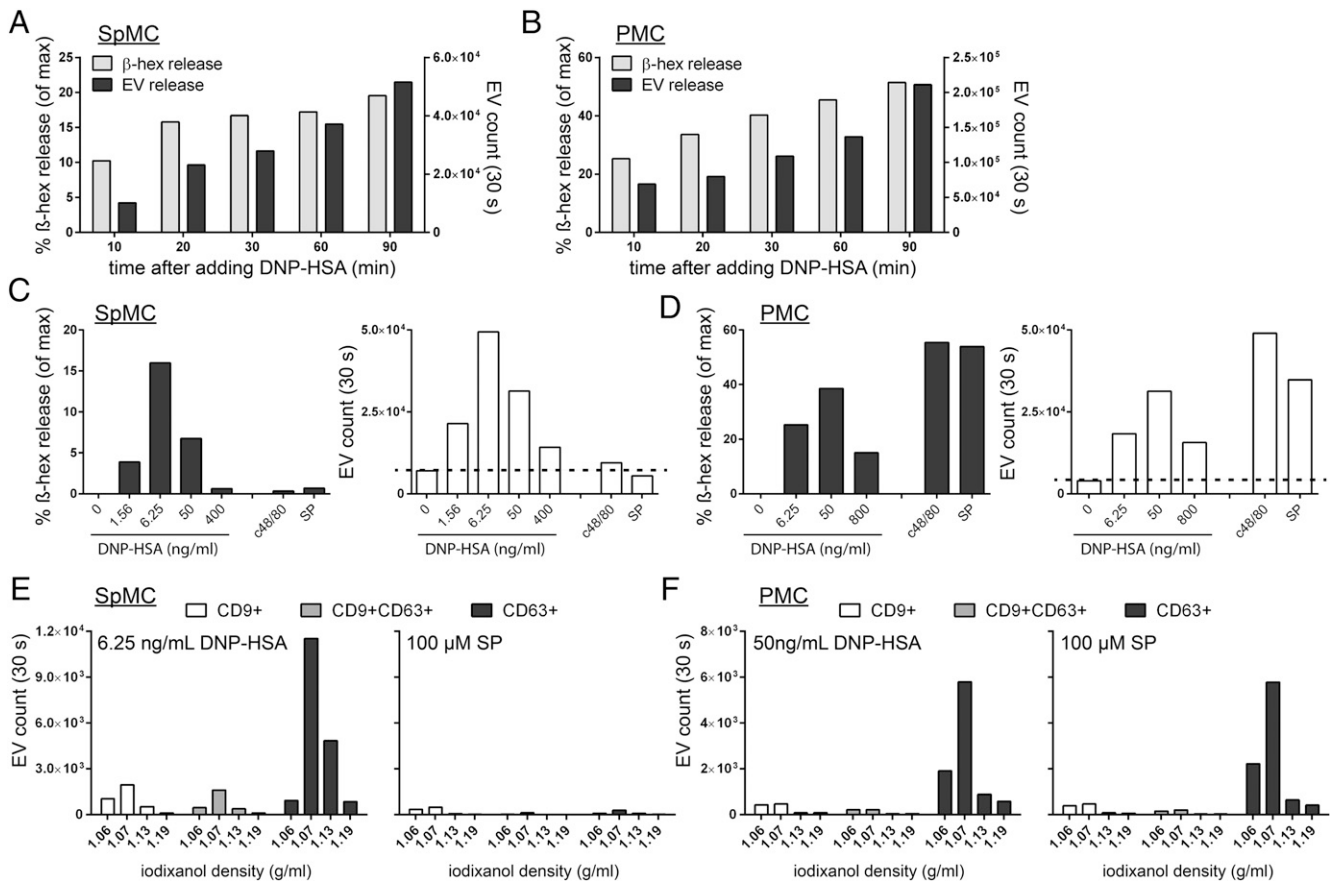 A
SpMC
β-hex release
EV release
% ß-hex release (of max)
25
20
15
10
5
0
EV count (30 s)
6.0×10⁴
4.0×10⁴
2.0×10⁴
0
10 20 30 60 90
time after adding DNP-HSA (min)
B
PMC
β-hex release
EV release
% ß-hex release (of max)
60
40
20
0
EV count (30 s)
2.5×10⁵
2.0×10⁵
1.5×10⁵
1.0×10⁵
5.0×10⁴
0
10 20 30 60 90
time after adding DNP-HSA (min)
C
SpMC
% ß-hex release (of max)
20
15
10
5
0
0 1.56 6.25 50 400 c48/80 SP
DNP-HSA (ng/ml)
EV count (30 s)
5.0×10⁴
2.5×10⁴
0
0 1.56 6.25 50 400 c48/80 SP
DNP-HSA (ng/ml)
D
PMC
% ß-hex release (of max)
60
40
20
0
0 6.25 50 800 c48/80 SP
DNP-HSA (ng/ml)
EV count (30 s)
5.0×10⁴
2.5×10⁴
0
0 6.25 50 800 c48/80 SP
DNP-HSA (ng/ml)
E
SpMC
CD9+ CD9+CD63+ CD63+
EV count (30 s)
1.2×10⁴
9.0×10³
6.0×10³
3.0×10³
0
6.25 ng/mL DNP-HSA
1.06 1.07 1.13 1.19 1.06 1.07 1.13 1.19 1.06 1.07 1.13 1.19
iodixanol density (g/ml)
100 µM SP
1.06 1.07 1.13 1.19 1.06 1.07 1.13 1.19 1.06 1.07 1.13 1.19
iodixanol density (g/ml)
F
PMC
CD9+ CD9+CD63+ CD63+
EV count (30 s)
8×10³
6×10³
4×10³
2×10³
0
50ng/mL DNP-HSA
1.06 1.07 1.13 1.19 1.06 1.07 1.13 1.19 1.06 1.07 1.13 1.19
iodixanol density (g/ml)
100 µM SP
1.06 1.07 1.13 1.19 1.06 1.07 1.13 1.19 1.06 1.07 1.13 1.19
iodixanol density (g/ml)